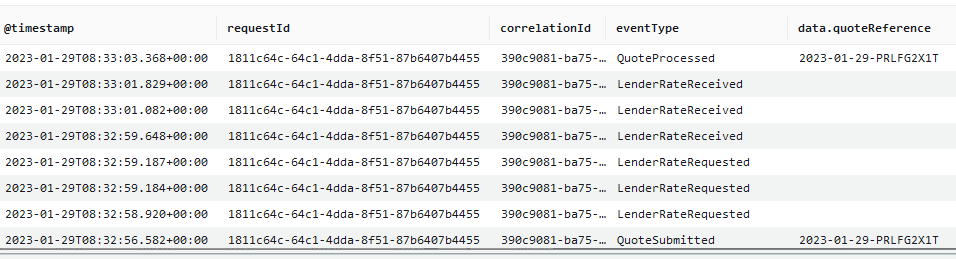 @timestamp requestId correlationId eventType data.quoteReference
2023-01-29T08:33:03.368+00:00 1811c64c-64c1-4dda-8f51-87b6407b4455 390c9081-ba75-… QuoteProcessed 2023-01-29-PRLFG2X1T
2023-01-29T08:33:01.829+00:00 1811c64c-64c1-4dda-8f51-87b6407b4455 390c9081-ba75-… LenderRateReceived
2023-01-29T08:33:01.082+00:00 1811c64c-64c1-4dda-8f51-87b6407b4455 390c9081-ba75-… LenderRateReceived
2023-01-29T08:32:59.648+00:00 1811c64c-64c1-4dda-8f51-87b6407b4455 390c9081-ba75-… LenderRateReceived
2023-01-29T08:32:59.187+00:00 1811c64c-64c1-4dda-8f51-87b6407b4455 390c9081-ba75-… LenderRateRequested
2023-01-29T08:32:59.184+00:00 1811c64c-64c1-4dda-8f51-87b6407b4455 390c9081-ba75-… LenderRateRequested
2023-01-29T08:32:58.920+00:00 1811c64c-64c1-4dda-8f51-87b6407b4455 390c9081-ba75-… LenderRateRequested
2023-01-29T08:32:56.582+00:00 1811c64c-64c1-4dda-8f51-87b6407b4455 390c9081-ba75-… QuoteSubmitted 2023-01-29-PRLFG2X1T